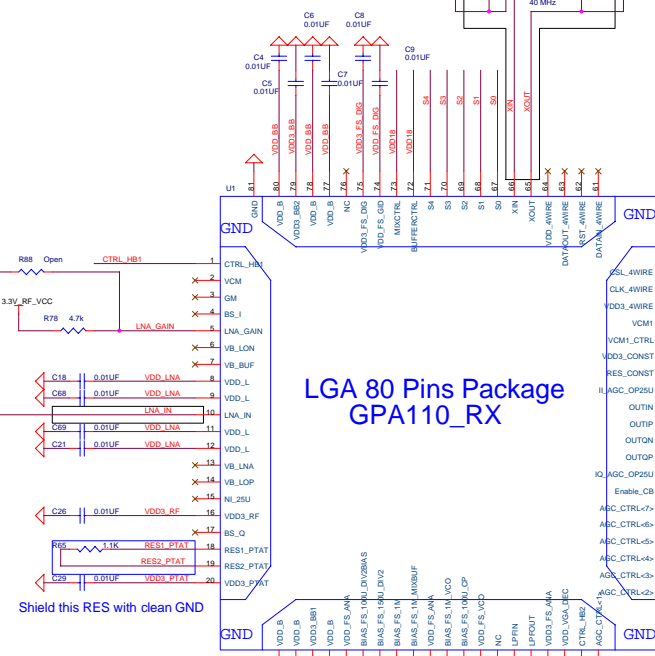 40 MHz
C6
0.01UF
C8
0.01UF
C4
0.01UF
C9
0.01UF
C5
0.01UF
C7
0.01UF
VDD_BB
VDD3_BB
VDD_BB
VDD_BB
VDD3_FS_DIG
VDD_FS_DIG
VDD18
VDD18
S4
S3
S2
S1
S0
XIN
XOUT
U1
81
80
79
78
77
76
75
74
73
72
71
70
69
68
67
66
65
64
63
62
61
GND
VDD_B
VDD3_BB2
VDD_B
VDD_B
NC
VDD3_FS_DIG
VDD_FS_GID
MIXCTRL
BUFFERCTRL
S4
S3
S2
S1
S0
XIN
XOUT
VDD_4WIRE
DATAOUT_4WIRE
RST_4WIRE
DATAIN_4WIRE
GND
GND
R88 Open
CTRL_HB1
1 CTRL_HB1
2 VCM
3 GM
3.3V_RF_VCC
4 BS_I
R78 4.7k
LNA_GAIN
5 LNA_GAIN
6 VB_LON
7 VB_BUF
C18 0.01UF VDD_LNA 8 VDD_L
C68 0.01UF VDD_LNA 9 VDD_L
LNA_IN 10 LNA_IN
C69 0.01UF VDD_LNA 11 VDD_L
C21 0.01UF VDD_LNA 12 VDD_L
13 VB_LNA
14 VB_LOP
15 NI_25U
C26 0.01UF VDD3_RF 16 VDD3_RF
17 BS_Q
R65 1.1K RES1_PTAT 18 RES1_PTAT
RES2_PTAT 19 RES2_PTAT
C29 0.01UF VDD3_PTAT 20 VDD3_PTAT
Shield this RES with clean GND
LGA 80 Pins Package
GPA110_RX
CSL_4WIRE
CLK_4WIRE
VDD3_4WIRE
VCM1
VCM1_CTRL
VDD3_CONST
RES_CONST
II_AGC_OP25U
OUTIN
OUTIP
OUTQN
OUTQP
IQ_AGC_OP25U
Enable_CB
AGC_CTRL<7>
AGC_CTRL<6>
AGC_CTRL<5>
AGC_CTRL<4>
AGC_CTRL<3>
AGC_CTRL<2>
GND
VDD_B
VDD_B
VDD3_BB1
VDD_B
VDD_FS_ANA
BIAS_FS_100U_DIV2BIAS
BIAS_FS_150U_DIV2
BIAS_FS_1M
BIAS_FS_1M_MIXBUF
VDD_FS_ANA
BIAS_FS_1M_VCO
BIAS_FS_100U_CP
VDD_FS_VCO
NC
LPFIN
LPFOUT
VDD3_FS_ANA
VDD_VGA_DEC
CTRL_HB2
AGC_CTRL<1>
GND